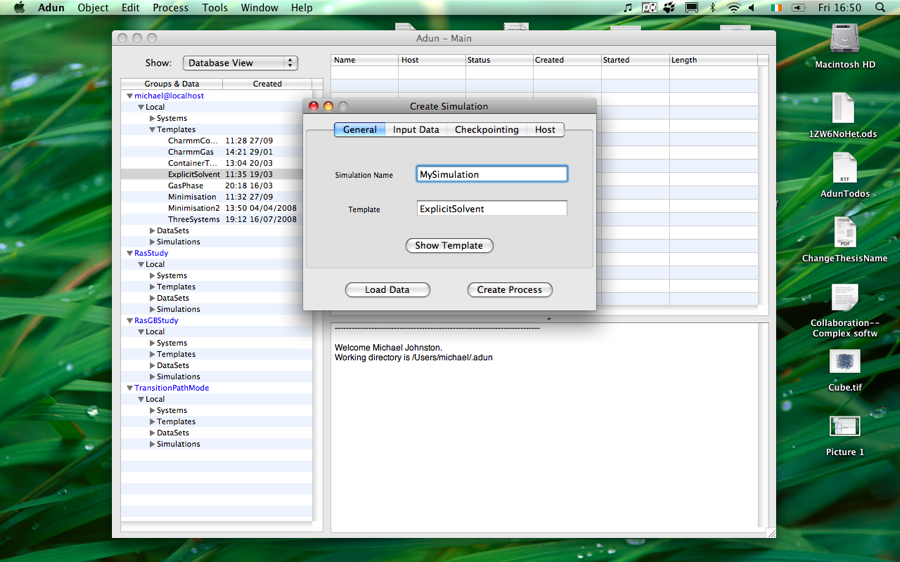 Adun Object Edit Process Tools Window Help Fri 16:50
Adun - Main
Show: Database View
Groups & Data Created
michael@localhost
Local
Systems
Templates
CharmmCo... 11:28 27/09
CharmmGas 14:21 29/01
ContainerT... 13:04 20/03
ExplicitSolvent 11:35 19/03
GasPhase 20:18 16/03
Minimisation 11:32 27/09
Minimisation2 13:50 04/04/2008
ThreeSystems 19:12 16/07/2008
DataSets
Simulations
RasStudy
Local
Systems
Templates
DataSets
Simulations
RasGBStudy
Local
Systems
Templates
DataSets
Simulations
TransitionPathMode
Local
Systems
Templates
DataSets
Simulations
Name Host Status Created Started Length
Create Simulation
General Input Data Checkpointing Host
Simulation Name MySimulation
Template ExplicitSolvent
Show Template
Load Data Create Process
Welcome Michael Johnston.
Working directory is /Users/michael/.adun
Macintosh HD
1ZW6NoHet.ods
RTF
AdunTodos
PDF
ChangeThesisName
Collaboration--
Complex softw
Cube.tif
Picture 1